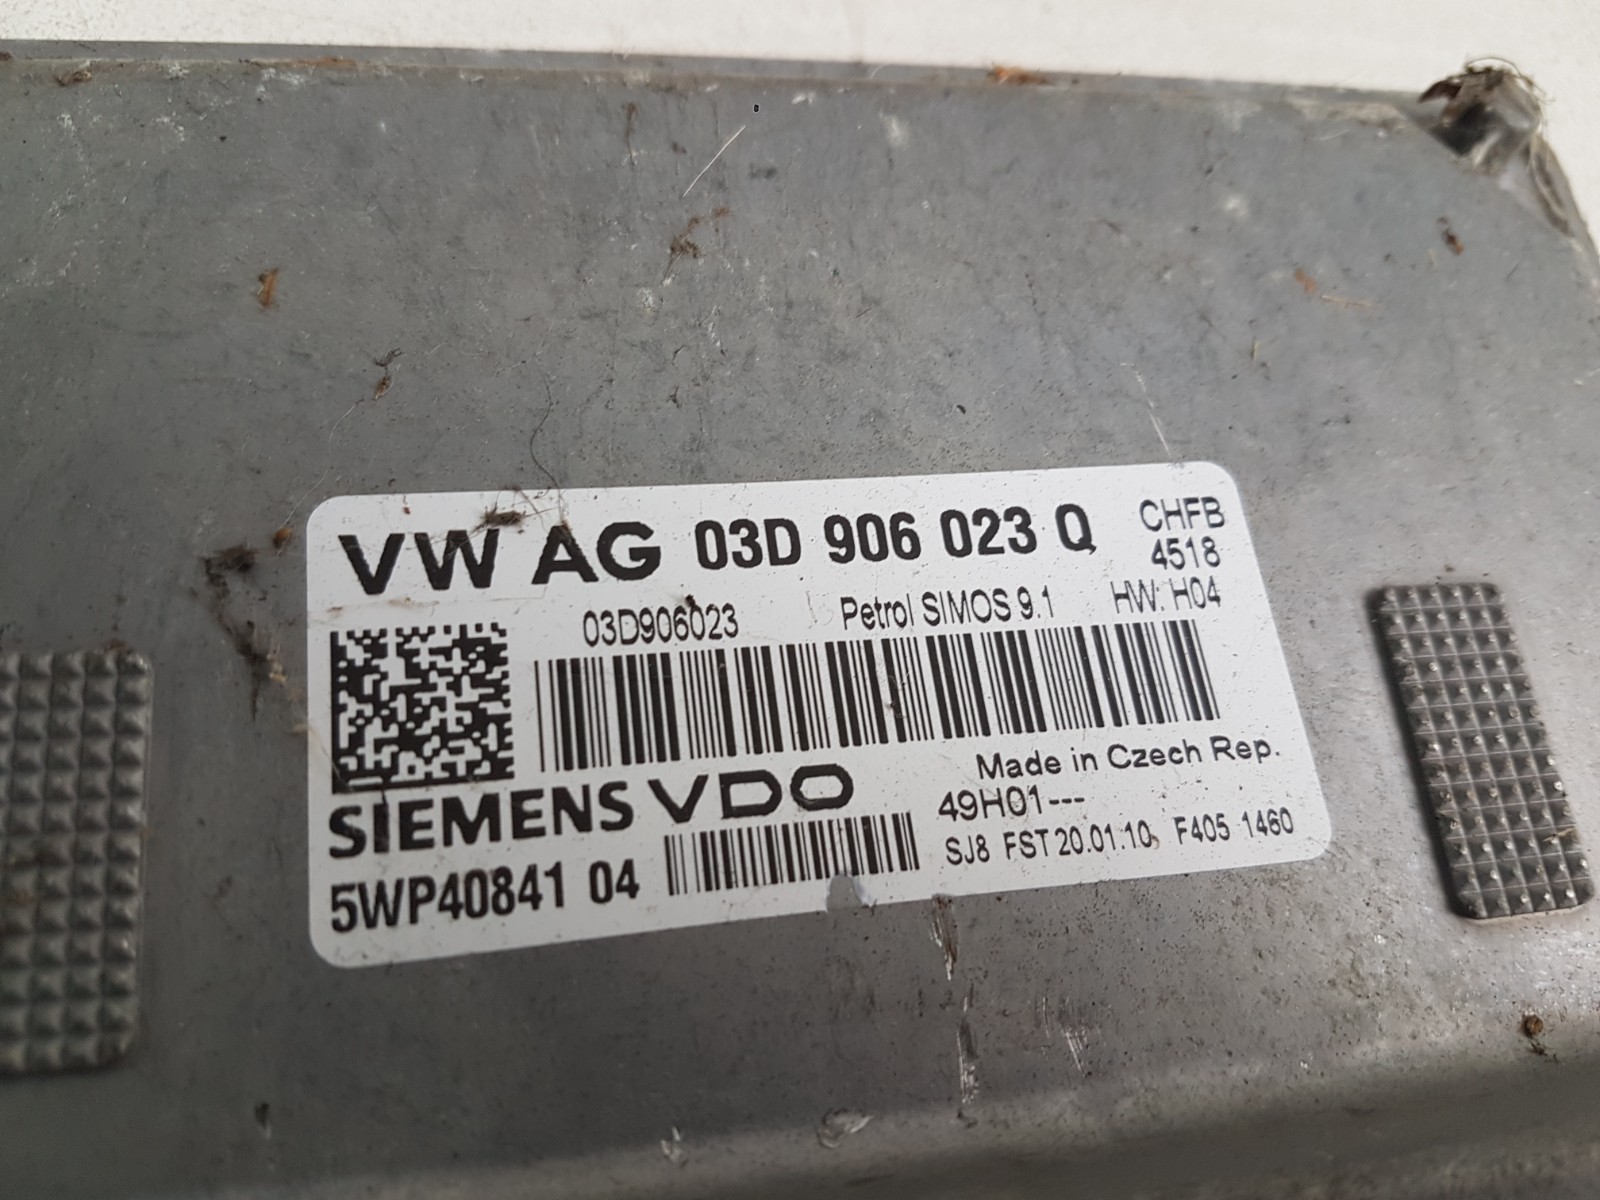 VW AG 03D 906 023 Q CHFB
4518
03D906023 Petrol SIMOS 9.1 HW: H04
Made in Czech Rep.
SIEMENS VDO 49H01---
5WP40841 04 SJ8 FST 20.01.10 F405 1460